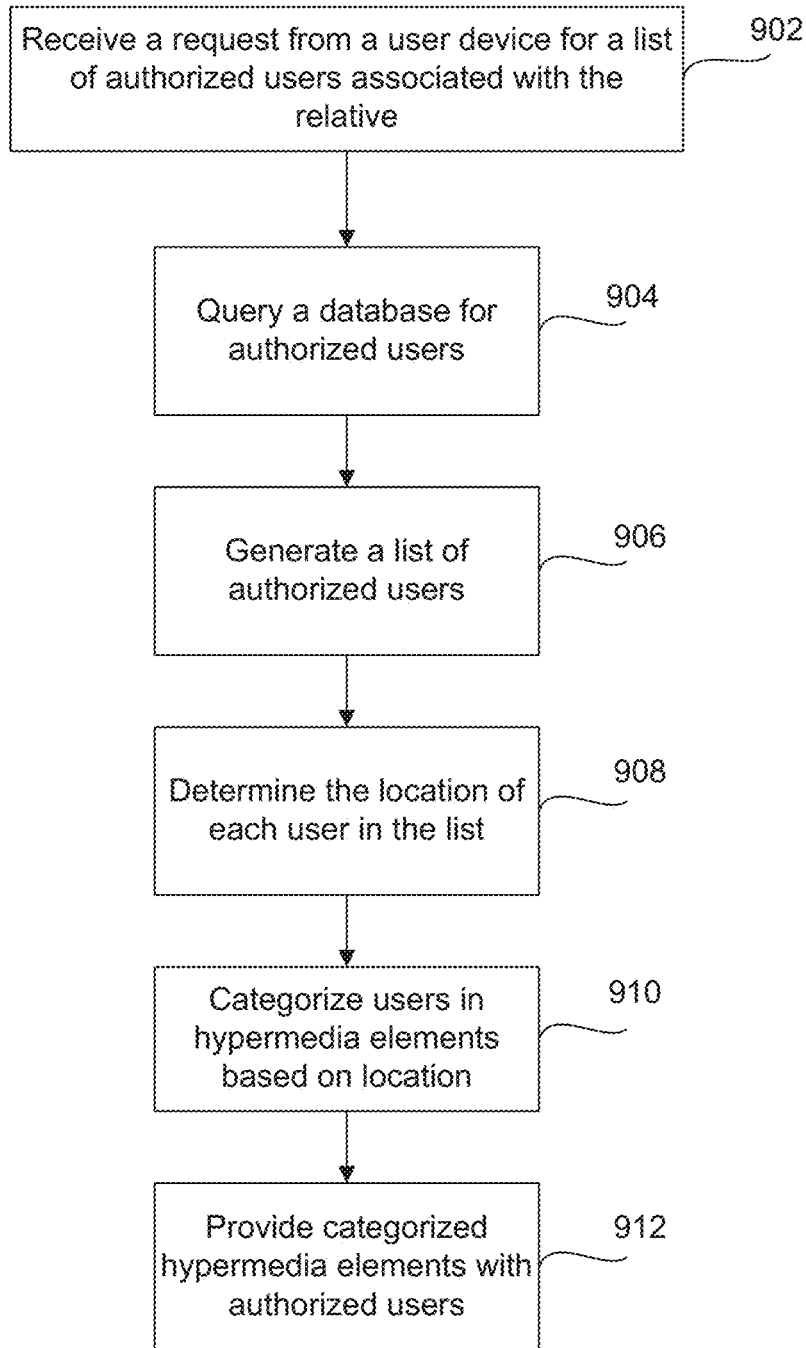 Receive a request from a user device for a list
of authorized users associated with the
relative
902
Query a database for
authorized users
904
Generate a list of
authorized users
906
Determine the location of
each user in the list
908
Categorize users in
hypermedia elements
based on location
910
Provide categorized
hypermedia elements with
authorized users
912